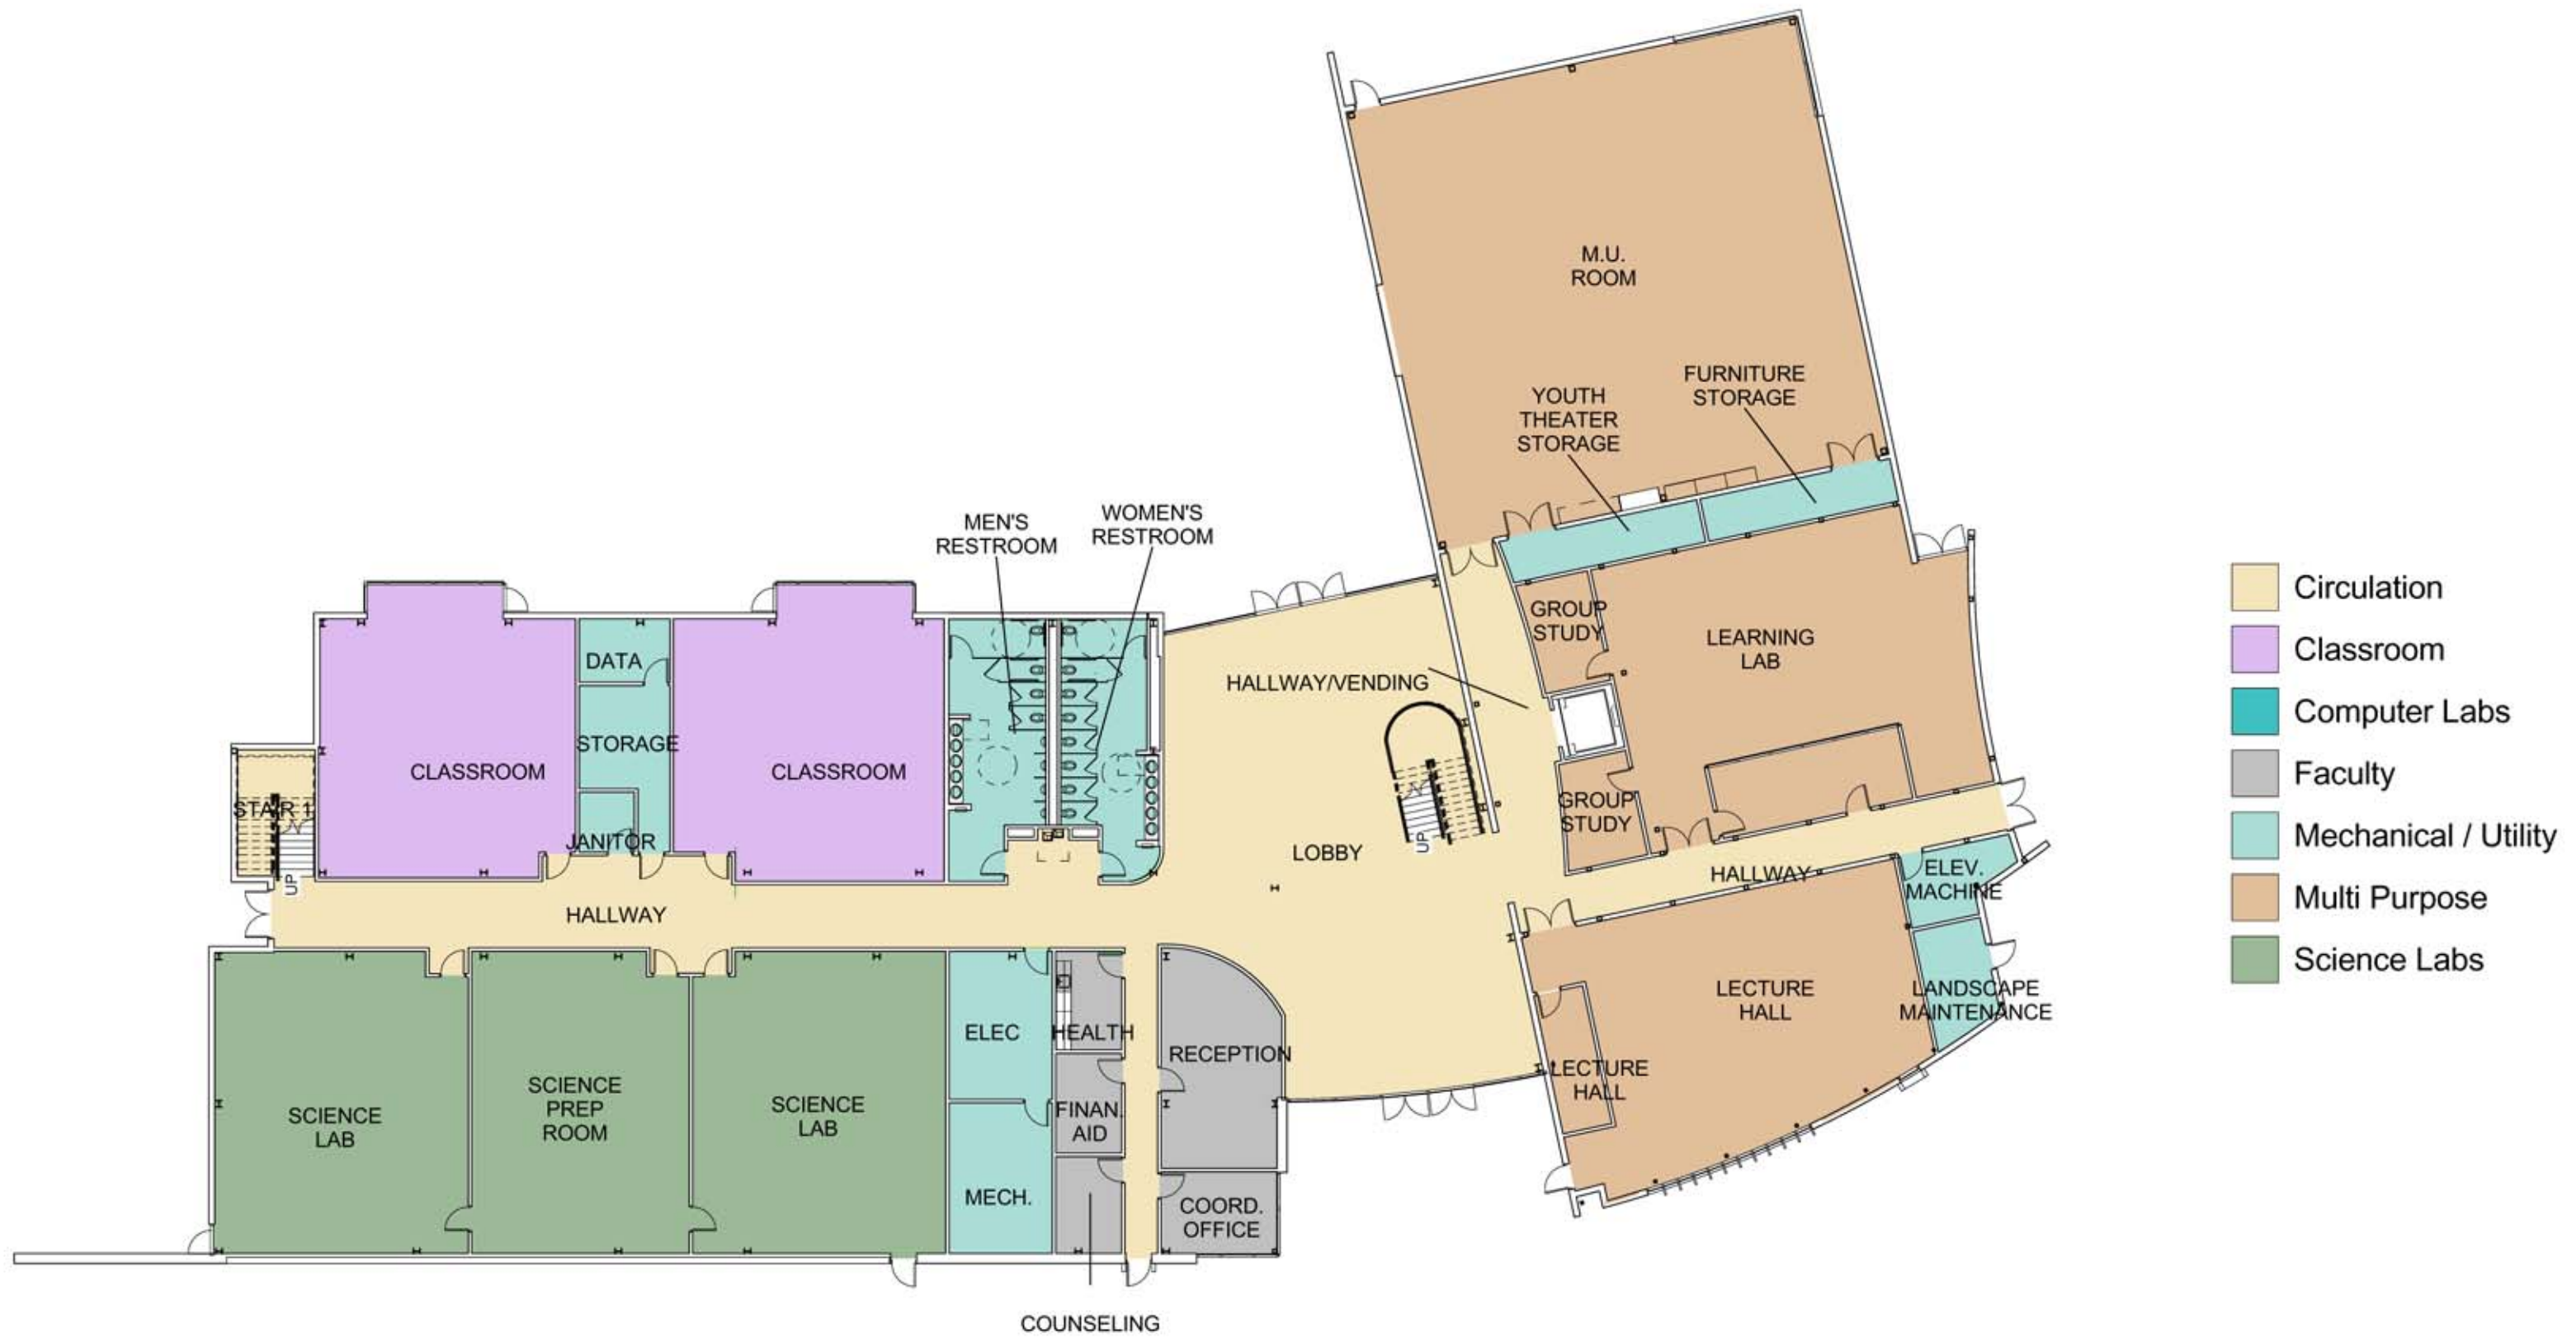 M.U.
ROOM
FURNITURE
STORAGE
YOUTH
THEATER
STORAGE
WOMEN'S
RESTROOM
MEN'S
RESTROOM
GROUP
STUDY
LEARNING
LAB
HALLWAY/VENDING
DATA
STORAGE
CLASSROOM
CLASSROOM
STAIR 1
JANITOR
UP
UP
GROUP
STUDY
LOBBY
HALLWAY
ELEV.
MACHINE
HALLWAY
LECTURE
HALL
LANDSCAPE
MAINTENANCE
ELEC
HEALTH
RECEPTION
LECTURE
HALL
SCIENCE
LAB
SCIENCE
PREP
ROOM
SCIENCE
LAB
FINAN.
AID
MECH.
COORD.
OFFICE
COUNSELING
Circulation
Classroom
Computer Labs
Faculty
Mechanical / Utility
Multi Purpose
Science Labs